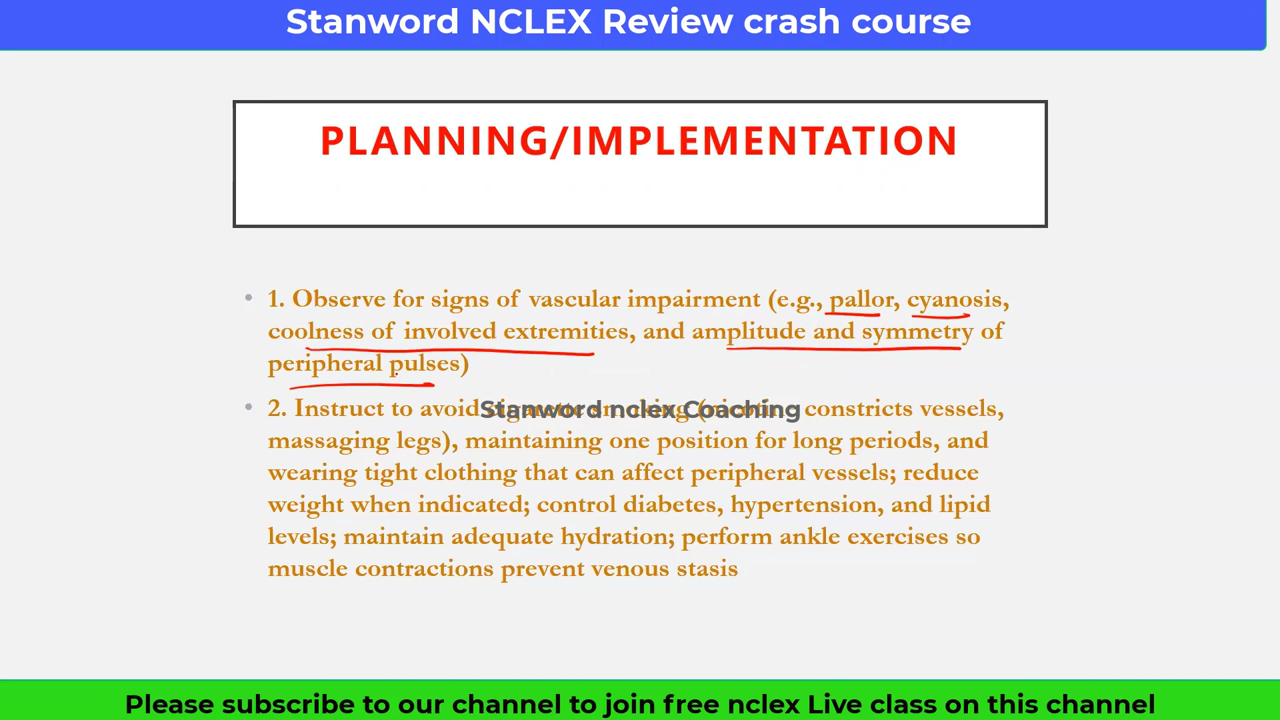 Stanword NCLEX Review crash course
PLANNING/IMPLEMENTATION
• 1. Observe for signs of vascular impairment (e.g., pallor, cyanosis,
coolness of involved extremities, and amplitude and symmetry of
peripheral pulses)
• 2. Instruct to avoid cigarette smoking (nicotine constricts vessels,
Stanword nclex Coaching
massaging legs), maintaining one position for long periods, and
wearing tight clothing that can affect peripheral vessels; reduce
weight when indicated; control diabetes, hypertension, and lipid
levels; maintain adequate hydration; perform ankle exercises so
muscle contractions prevent venous stasis
Please subscribe to our channel to join free nclex Live class on this channel